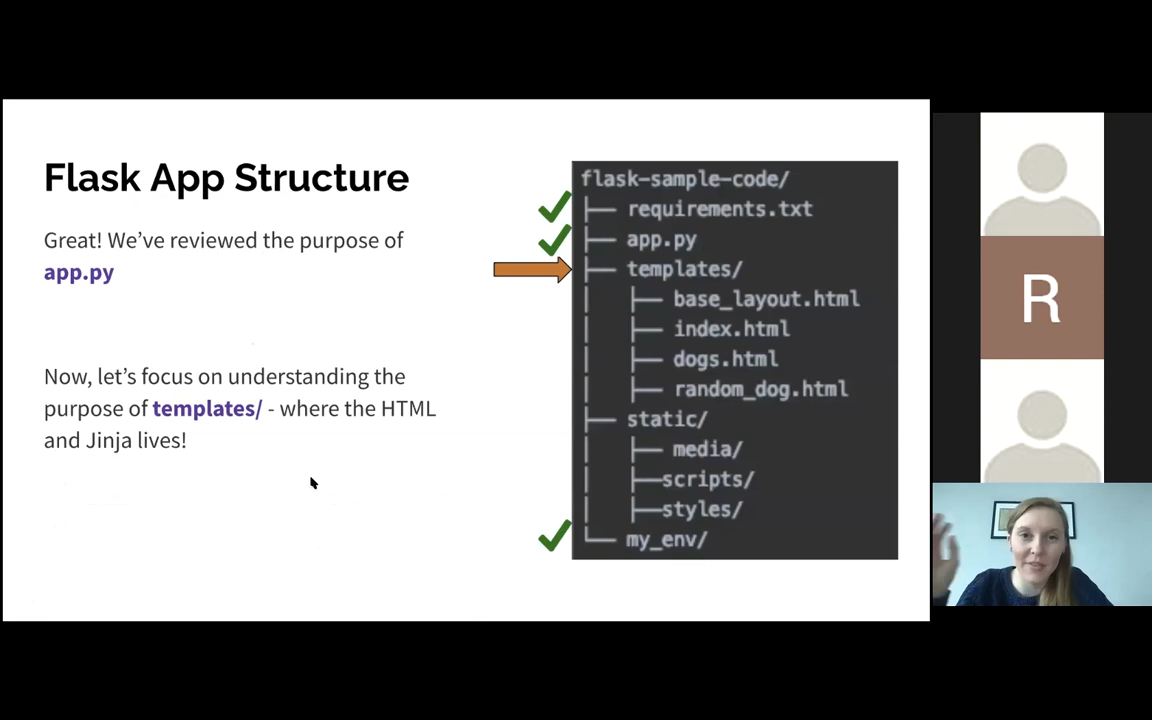 Flask App Structure
Great! We've reviewed the purpose of
app.py
Now, let's focus on understanding the
purpose of templates/ - where the HTML
and Jinja lives!
flask-sample-code/
├── requirements.txt
├── app.py
├── templates/
│   ├── base_layout.html
│   ├── index.html
│   ├── dogs.html
│   ├── random_dog.html
├── static/
│   ├── media/
│   ├──scripts/
│   ├──styles/
└── my_env/
R